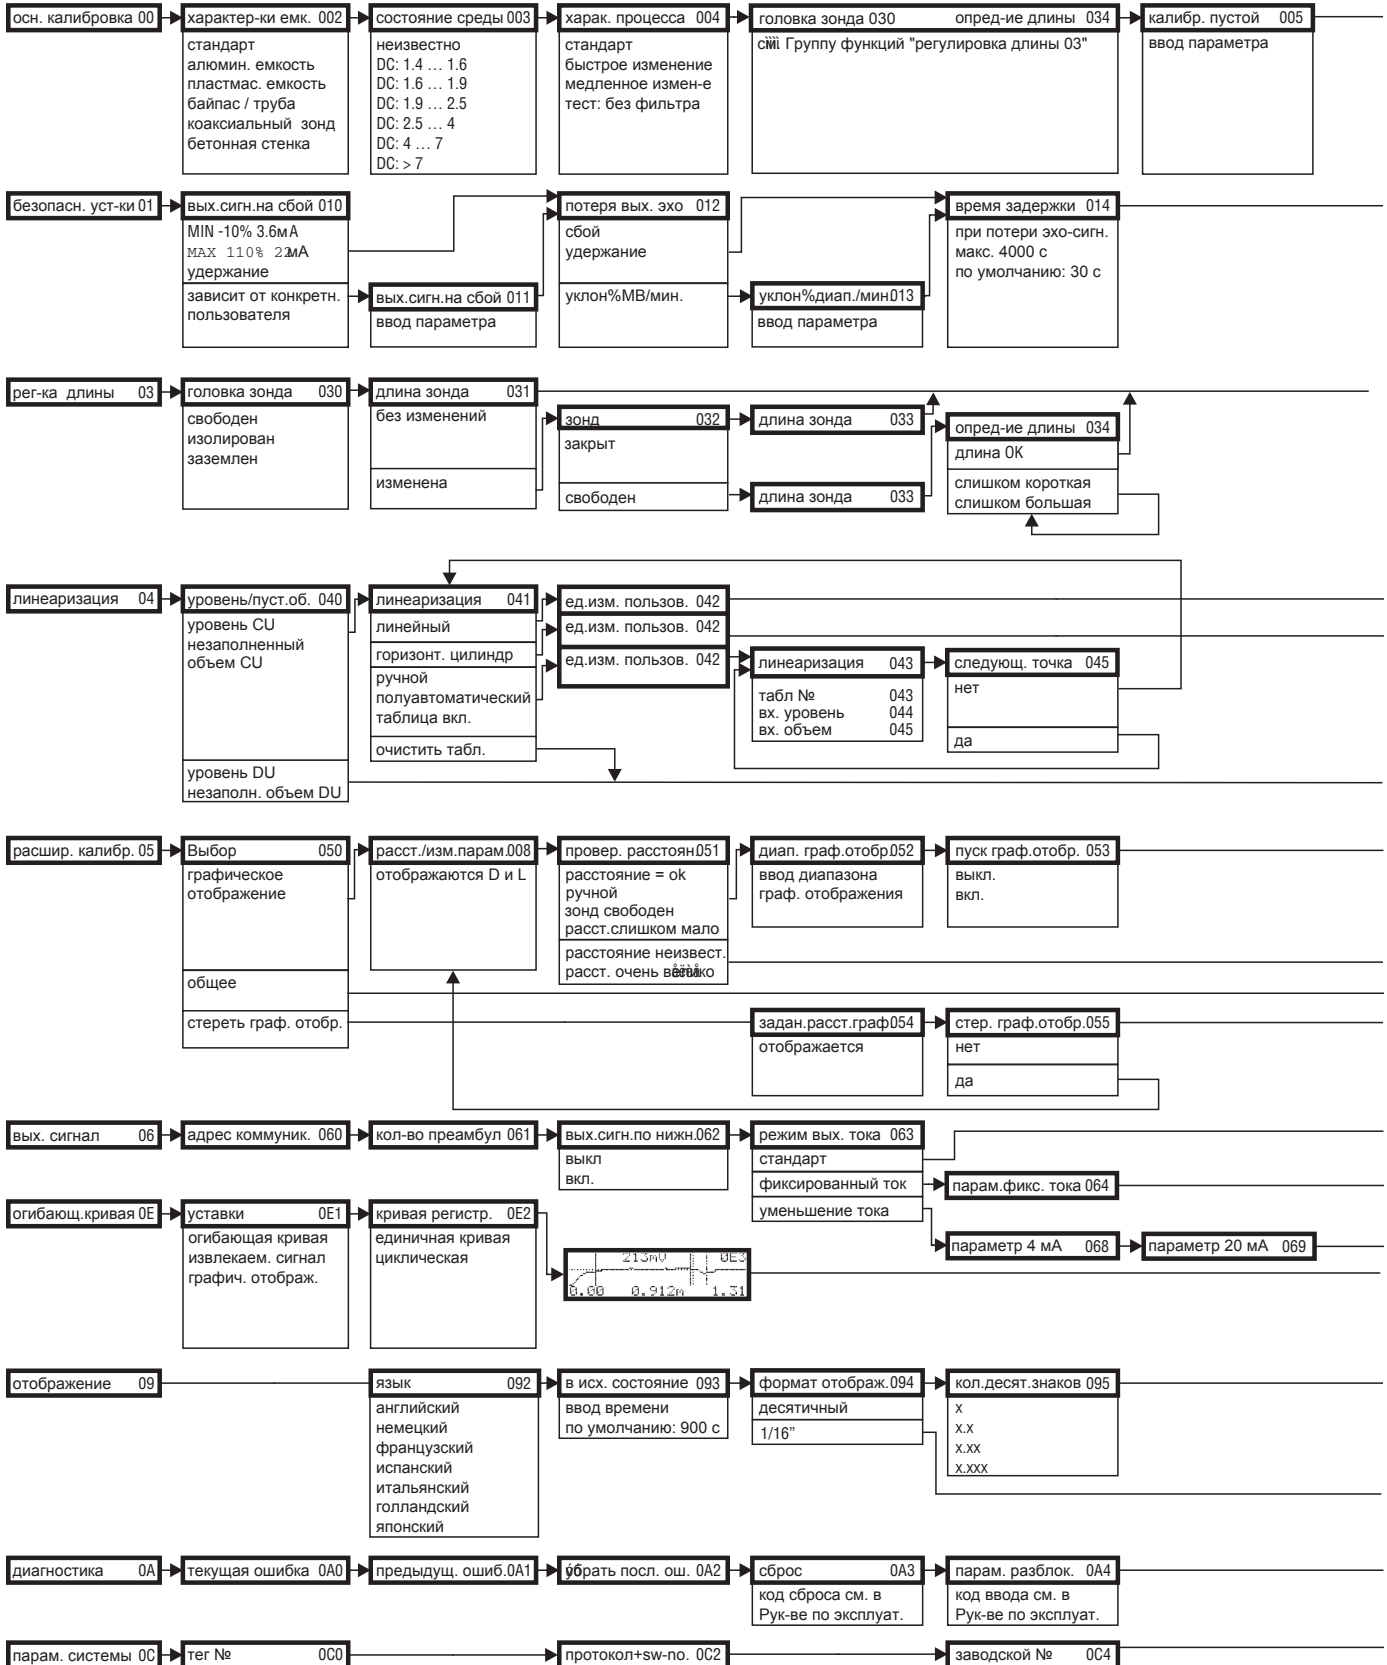 осн. калибровка 00
характер-ки емк. 002
стандарт
алюмин. емкость
пластмас. емкость
байпас / труба
коаксиальный зонд
бетонная стенка
состояние среды 003
неизвестно
DC: 1.4 … 1.6
DC: 1.6 … 1.9
DC: 1.9 … 2.5
DC: 2.5 … 4
DC: 4 … 7
DC: > 7
харак. процесса 004
стандарт
быстрое изменение
медленное измен-е
тест: без фильтра
головка зонда 030 опред-ие длины 034
Группу функций "регулировка длины 03"
калибр. пустой 005
ввод параметра
безопасн. уст-ки 01
вых.сигн.на сбой 010
MIN -10% 3.6мА
MAX 110% 22мА
удержание
зависит от конкретн.
пользователя
вых.сигн.на сбой 011
ввод параметра
потеря вых. эхо 012
сбой
удержание
уклон%МВ/мин.
уклон%диап./мин.013
ввод параметра
время задержки 014
при потери эхо-сигн.
макс. 4000 с
по умолчанию: 30 с
рег-ка длины 03
головка зонда 030
свободен
изолирован
заземлен
длина зонда 031
без изменений
изменена
зонд 032
закрыт
свободен
длина зонда 033
длина зонда 033
опред-ие длины 034
длина OK
слишком короткая
слишком большая
линеаризация 04
уровень/пуст.об. 040
уровень CU
незаполненный
объем CU
уровень DU
незаполн. объем DU
линеаризация 041
линейный
горизонт. цилиндр
ручной
полуавтоматический
таблица вкл.
очистить табл.
ед.изм. пользов. 042
ед.изм. пользов. 042
ед.изм. пользов. 042
линеаризация 043
табл № 043
вх. уровень 044
вх. объем 045
следующ. точка 045
нет
да
расшир. калибр. 05
Выбор 050
графическое
отображение
общее
стереть граф. отобр.
расст./изм.парам.008
отображаются D и L
провер. расстоян.051
расстояние = ok
ручной
зонд свободен
расст.слишком мало
расстояние неизвест.
расст. очень велико
диап. граф.отобр.052
ввод диапазона
граф. отображения
пуск граф.отобр. 053
выкл.
вкл.
задан.расст.граф.054
отображается
стер. граф.отобр.055
нет
да
вых. сигнал 06
адрес коммуник. 060
кол-во преамбул 061
вых.сигн.по нижн.062
выкл
вкл.
режим вых. тока 063
стандарт
фиксированный ток
уменьшение тока
парам.фикс. тока 064
параметр 4 мА 068
параметр 20 мА 069
огибающ.кривая 0E
уставки 0E1
огибающая кривая
извлекаем. сигнал
графич. отображ.
кривая регистр. 0E2
единичная кривая
циклическая
213mV 0E3
0.00 0.912m 1.31
отображение 09
язык 092
английский
немецкий
французский
испанский
итальянский
голландский
японский
в исх. состояние 093
ввод времени
по умолчанию: 900 с
формат отображ.094
десятичный
1/16”
кол.десят.знаков 095
x
x.x
x.xx
x.xxx
диагностика 0A
текущая ошибка 0A0
предыдущ. ошиб.0A1
убрать посл. ош. 0A2
сброс 0A3
код сброса см. в
Рук-ве по эксплуат.
парам. разблок. 0A4
код ввода см. в
Рук-ве по эксплуат.
парам. системы 0C
тег № 0C0
протокол+sw-no. 0C2
заводской № 0C4